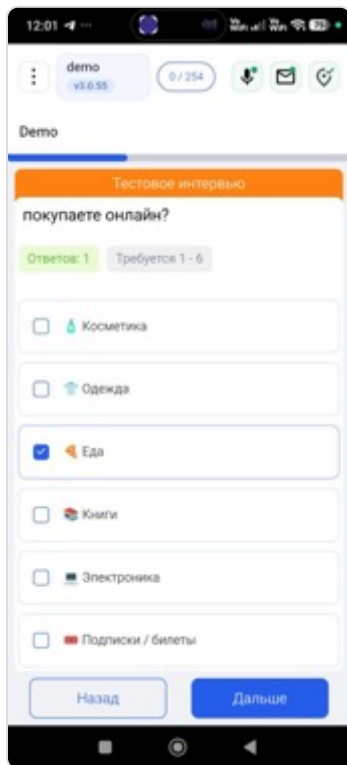 12:01
demo
v3.0.55
0 / 254
Demo
Тестовое интервью
покупаете онлайн?
Ответов: 1
Требуется 1 - 6
Косметика
Одежда
Еда
Книги
Электроника
Подписки / билеты
Назад
Дальше